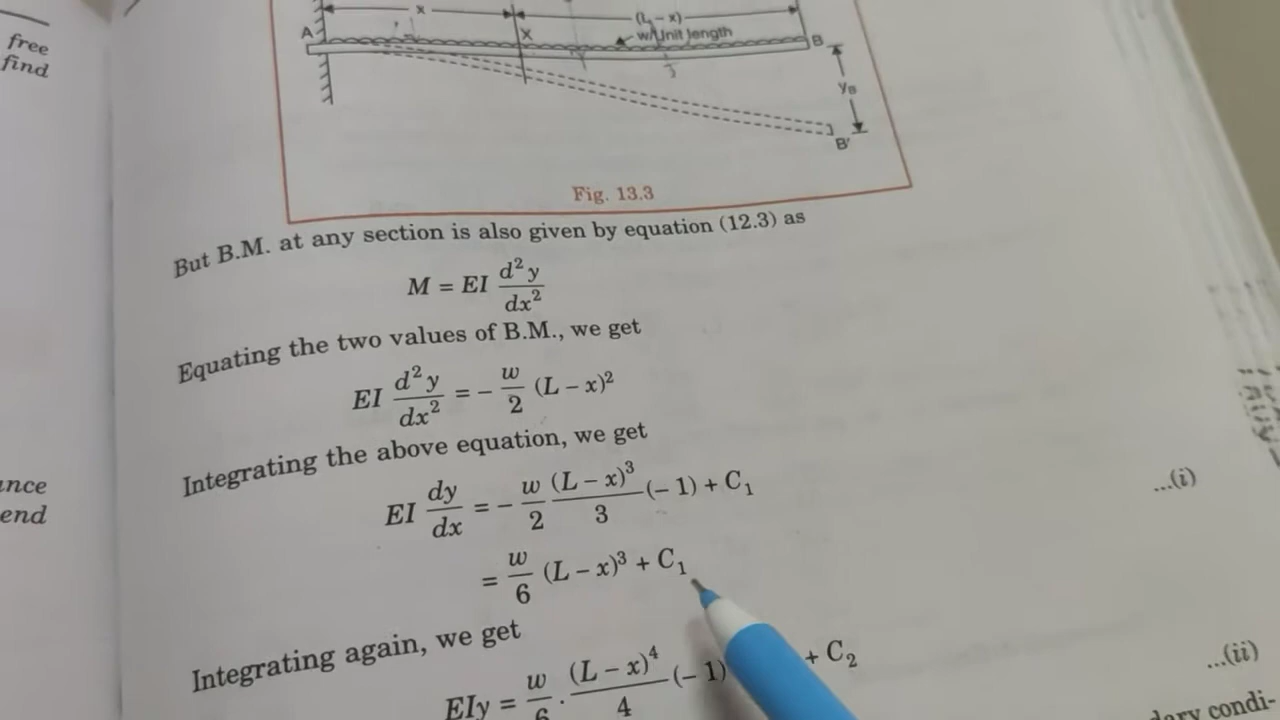 free
find
x
(L – x)
A
X
w/Unit length
B
yB
B'
Fig. 13.3
But B.M. at any section is also given by equation (12.3) as
M = EI d²y/dx²
Equating the two values of B.M., we get
EI d²y/dx² = – w/2 (L – x)²
Integrating the above equation, we get
EI dy/dx = – w/2 (L – x)³/3 (– 1) + C₁ ...(i)
= w/6 (L – x)³ + C₁
Integrating again, we get
EIy = w/6 . (L – x)⁴/4 (– 1) + C₂ ...(ii)
end
condi-